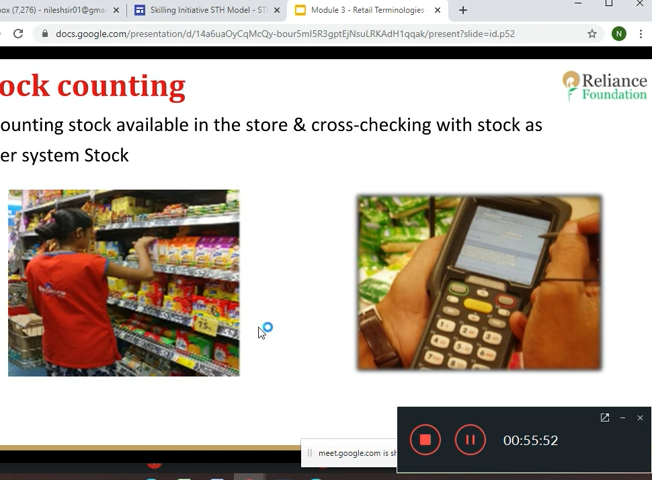 box (7,276) - nileshsir01@gma
Skilling Initiative STH Model - ST
Module 3 - Retail Terminologies
docs.google.com/presentation/d/14a6uaOyCqMcQy-bour5mI5R3gptEjNsuLRKAdH1qqak/present?slide=id.p52
N
ock counting
Reliance
Foundation
ounting stock available in the store & cross-checking with stock as
er system Stock
00:55:52
meet.google.com is sh